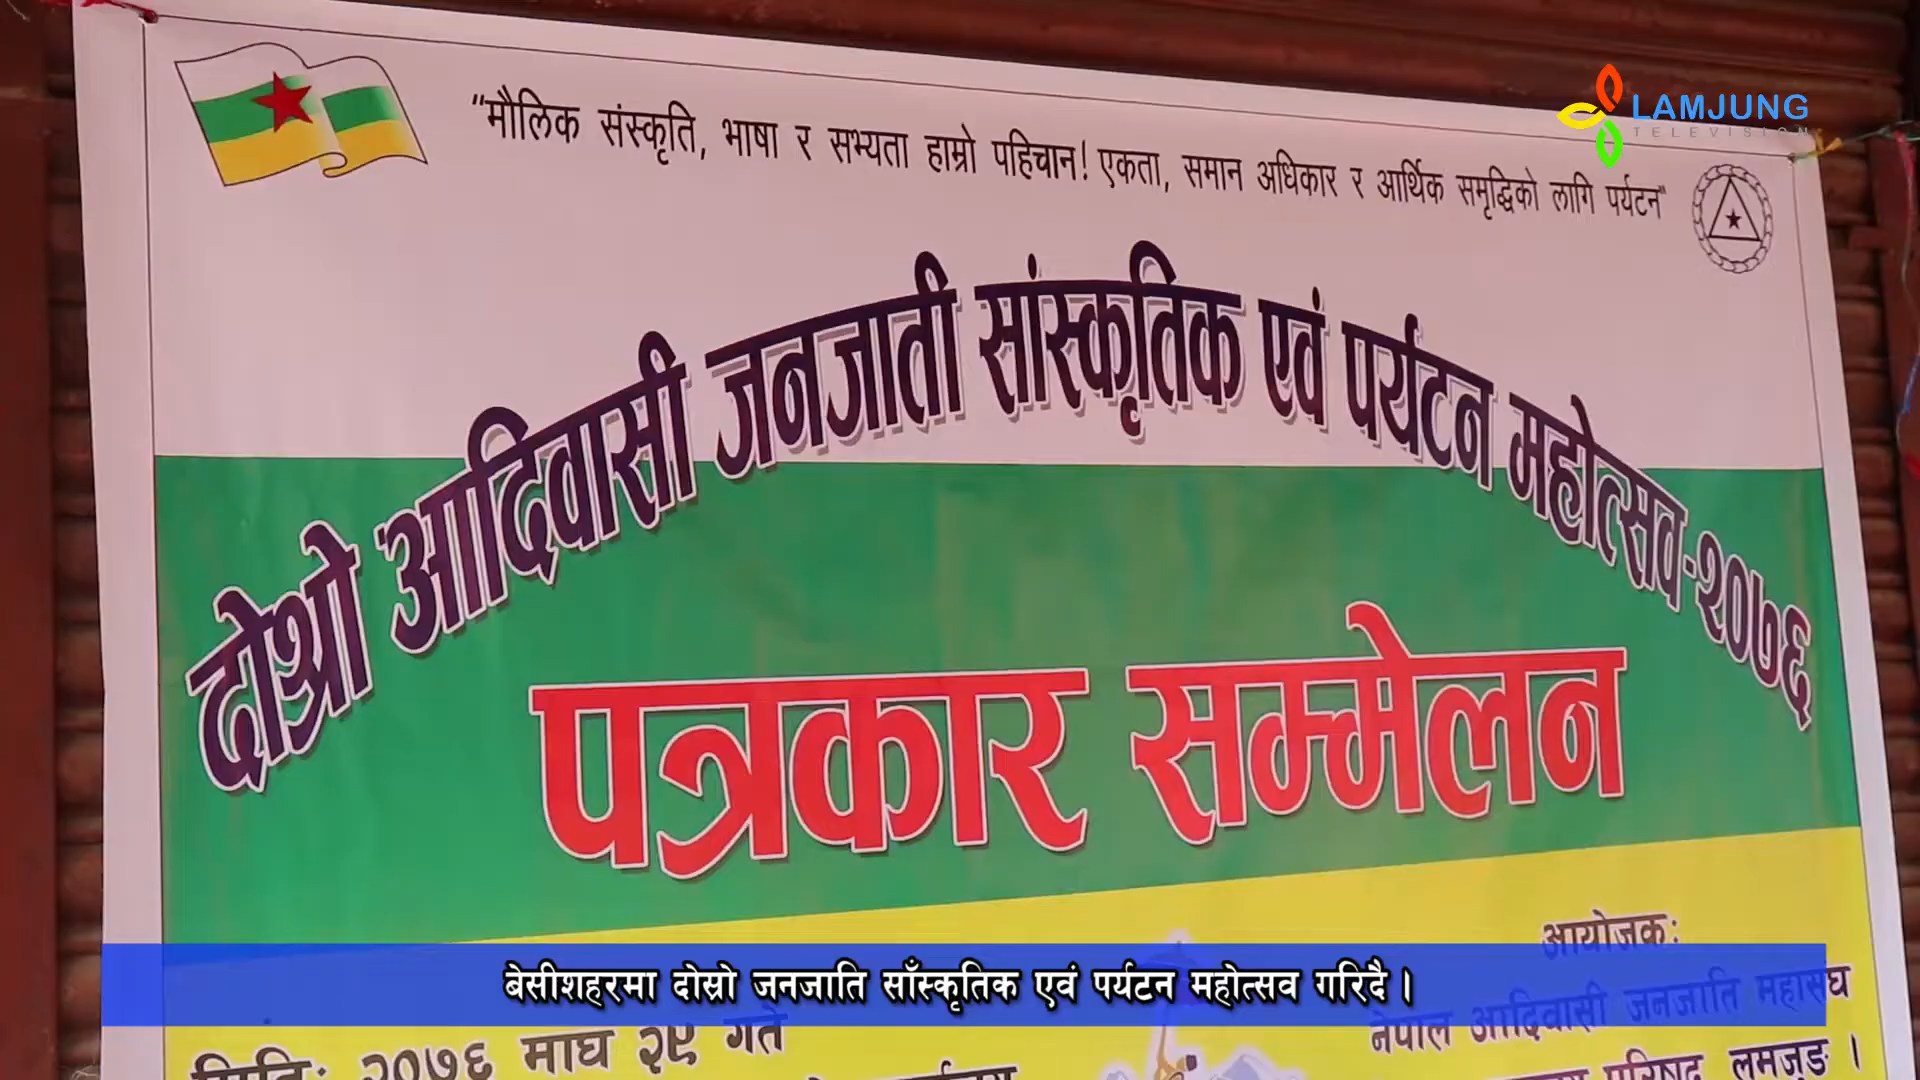 LAMJUNG
TELEVISION
"मौलिक संस्कृति, भाषा र सभ्यता हाम्रो पहिचान! एकता, समान अधिकार र आर्थिक समृद्धिको लागि पर्यटन"
दोश्रो आदिवासी जनजाती सांस्कृतिक एवं पर्यटन महोत्सव-२०७६
पत्रकार सम्मेलन
आयोजक:
बेसीशहरमा दोस्रो जनजाति साँस्कृतिक एवं पर्यटन महोत्सव गरिदै ।
नेपाल आदिवासी जनजाति महासंघ
मिति: २०७६ माघ २९ गते
परिषद लमजुङ ।